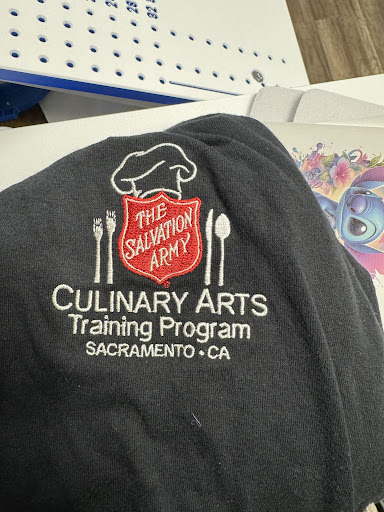 THE
SALVATION
ARMY
CULINARY ARTS
Training Program
SACRAMENTO • CA